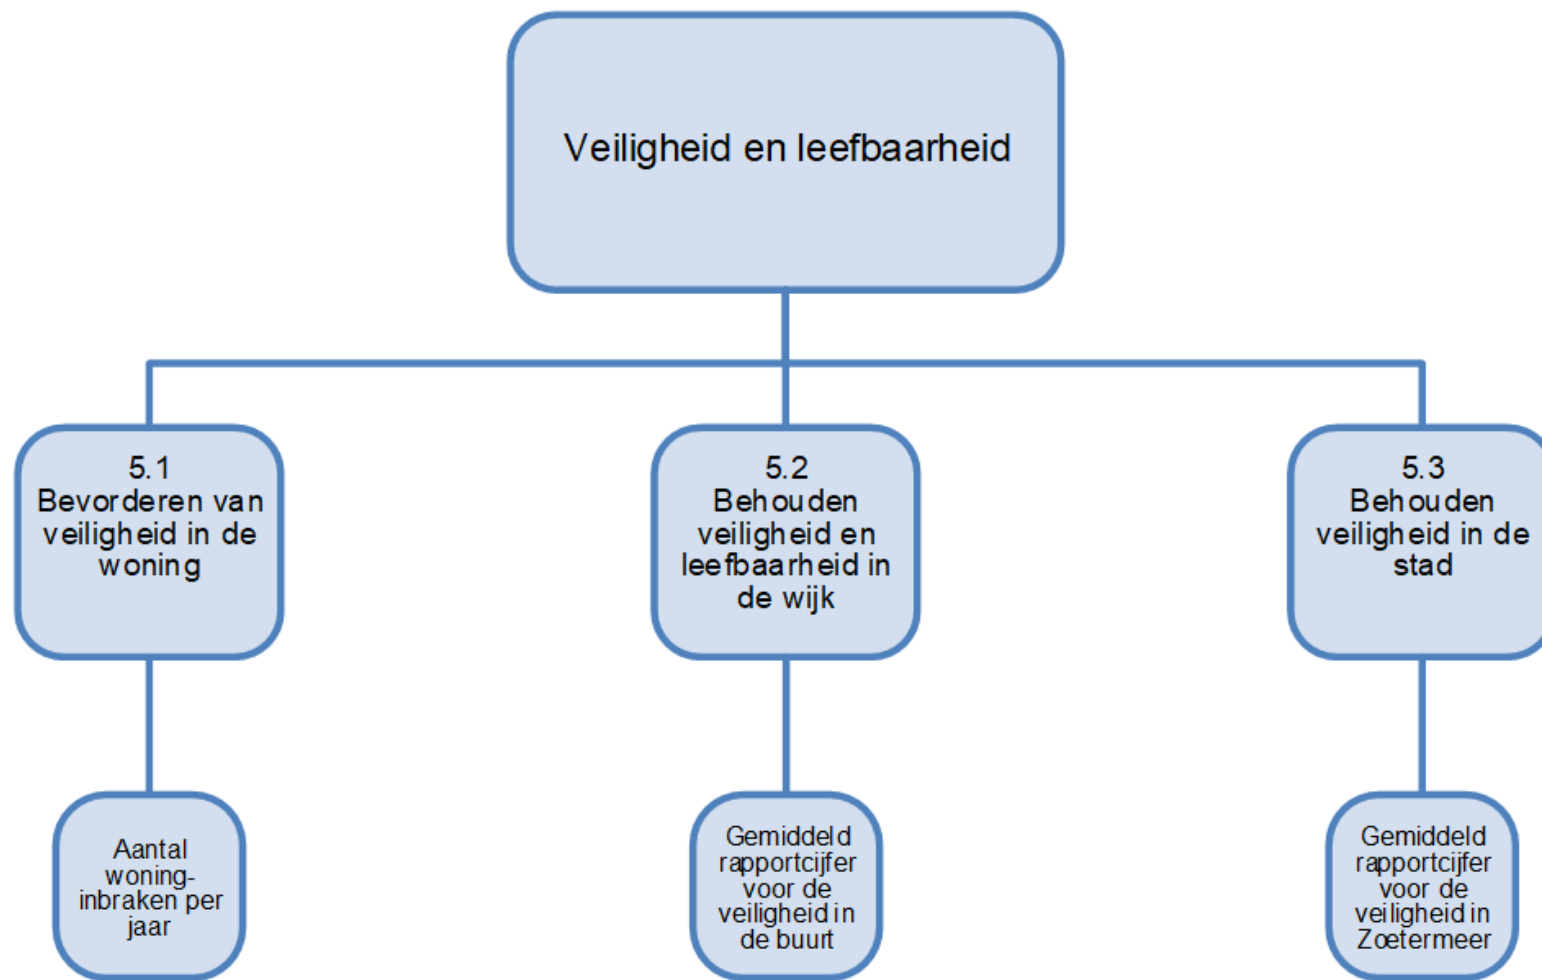 Veiligheid en leefbaarheid
5.1
Bevorderen van
veiligheid in de
woning
5.2
Behouden
veiligheid en
leefbaarheid in
de wijk
5.3
Behouden
veiligheid in de
stad
Aantal
woning-
inbraken per
jaar
Gemiddeld
rapportcijfer
voor de
veiligheid in
de buurt
Gemiddeld
rapportcijfer
voor de
veiligheid in
Zoetermeer